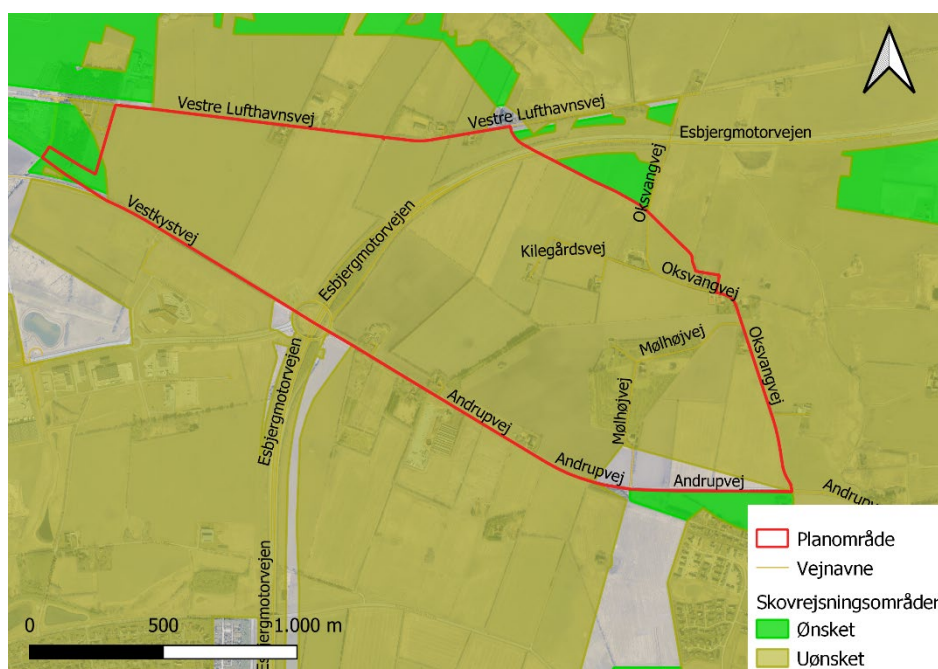 Vestre Lufthavnsvej
Vestre Lufthavnsvej
Esbjergmotorvejen
Oksvangvej
Vestkystvej
Esbjergmotorvejen
Kilegårdsvej
Oksvangvej
Mølhøjvej
Oksvangvej
Esbjergmotorvejen
Andrupvej
Mølhøjvej
Andrupvej
Andrupvej
Andrupv
Esbjergmotorvejen
Planområde
Vejnavne
Skovrejsningsområder
Ønsket
Uønsket
0 500 1.000 m